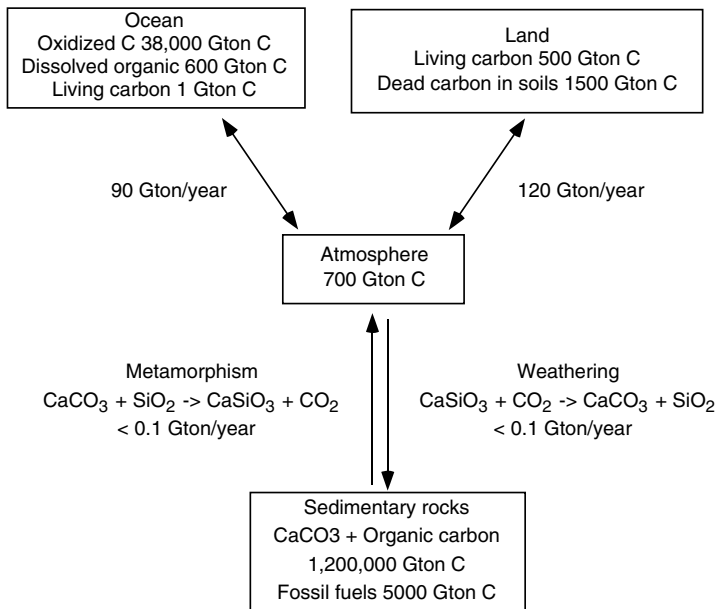 Ocean
Oxidized C 38,000 Gton C
Dissolved organic 600 Gton C
Living carbon 1 Gton C
Land
Living carbon 500 Gton C
Dead carbon in soils 1500 Gton C
90 Gton/year
120 Gton/year
Atmosphere
700 Gton C
Metamorphism
CaCO₃ + SiO₂ -> CaSiO₃ + CO₂
< 0.1 Gton/year
Weathering
CaSiO₃ + CO₂ -> CaCO₃ + SiO₂
< 0.1 Gton/year
Sedimentary rocks
CaCO3 + Organic carbon
1,200,000 Gton C
Fossil fuels 5000 Gton C